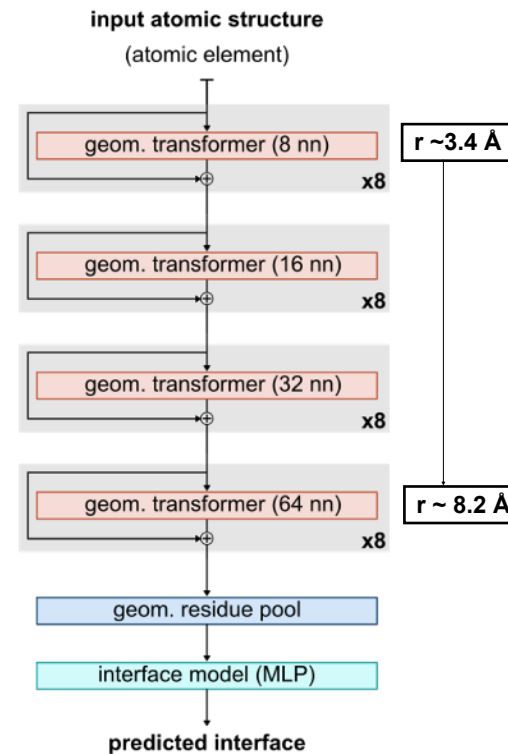 input atomic structure
(atomic element)
geom. transformer (8 nn)
r ~3.4 Å
x8
geom. transformer (16 nn)
x8
geom. transformer (32 nn)
x8
geom. transformer (64 nn)
r ~ 8.2 Å
x8
geom. residue pool
interface model (MLP)
predicted interface